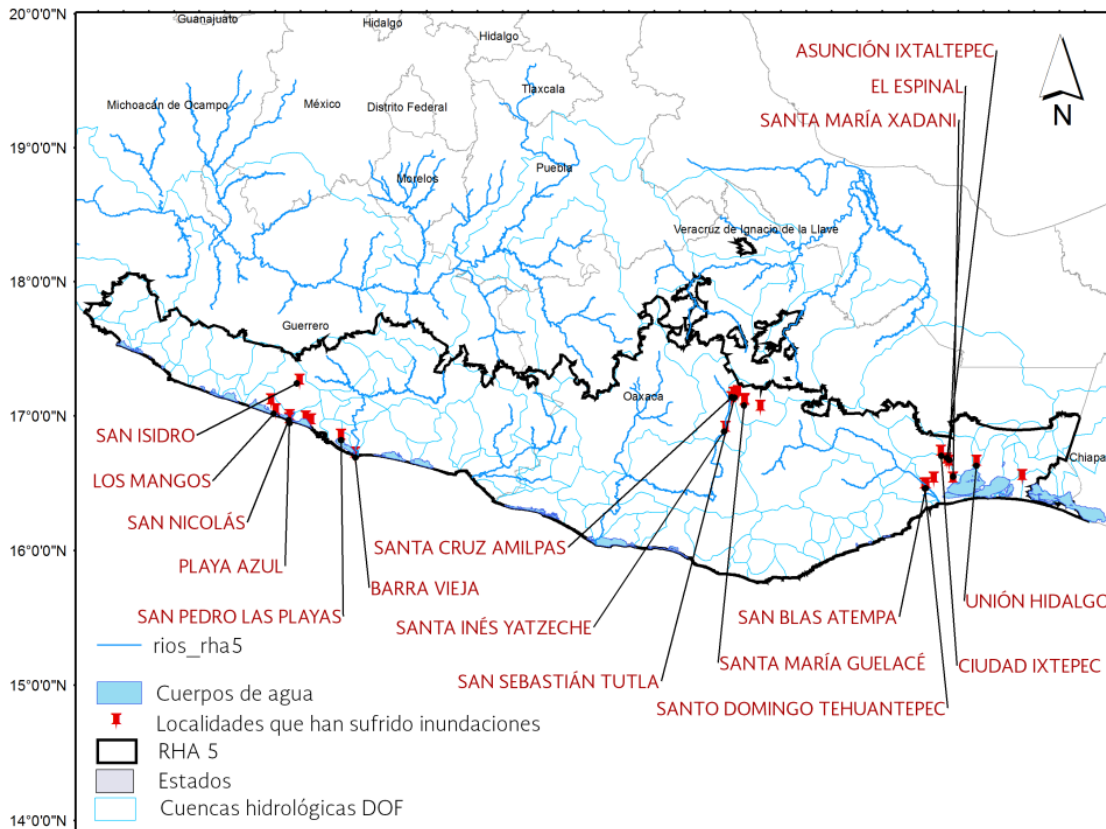 20°0'0"N
19°0'0"N
18°0'0"N
17°0'0"N
16°0'0"N
15°0'0"N
14°0'0"N
Guanajuato
Hidalgo
Hidalgo
Michoacán de Ocampo
México
Distrito Federal
Tlaxcala
Morelos
Puebla
Veracruz de Ignacio de la Llave
Guerrero
Oaxaca
Chiapa
N
ASUNCIÓN IXTALTEPEC
EL ESPINAL
SANTA MARÍA XADANI
SAN ISIDRO
LOS MANGOS
SAN NICOLÁS
PLAYA AZUL
SAN PEDRO LAS PLAYAS
BARRA VIEJA
SANTA CRUZ AMILPAS
SANTA INÉS YATZECHE
SAN SEBASTIÁN TUTLA
SANTA MARÍA GUELACÉ
SAN BLAS ATEMPA
SANTO DOMINGO TEHUANTEPEC
UNIÓN HIDALGO
CIUDAD IXTEPEC
rios_rha5
Cuerpos de agua
Localidades que han sufrido inundaciones
RHA 5
Estados
Cuencas hidrológicas DOF